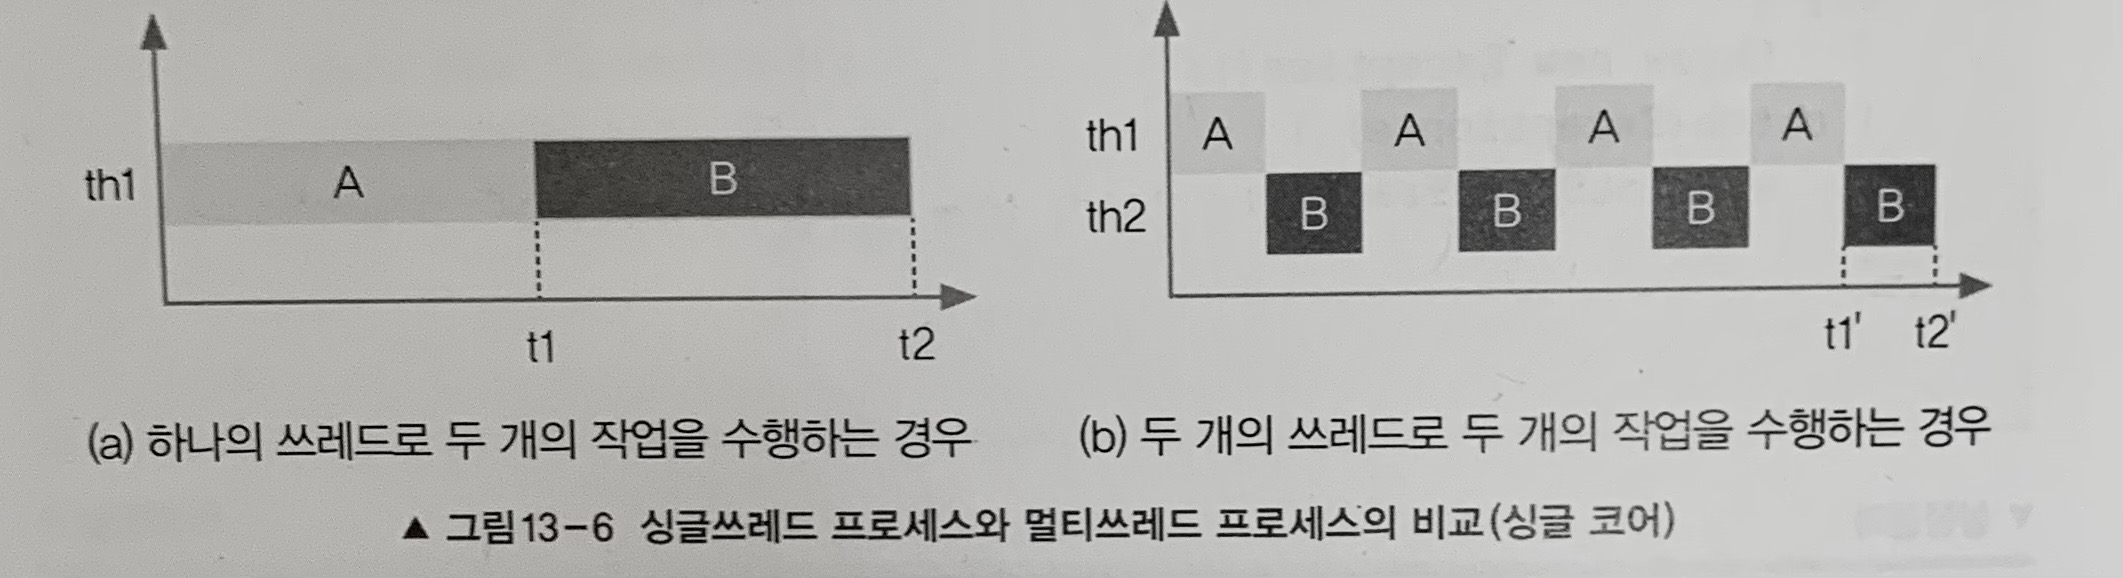 th1 A B
t1 t2
(a) 하나의 쓰레드로 두 개의 작업을 수행하는 경우
th1 A A A A
th2 B B B B
t1' t2'
(b) 두 개의 쓰레드로 두 개의 작업을 수행하는 경우
▲ 그림13-6 싱글쓰레드 프로세스와 멀티쓰레드 프로세스의 비교(싱글 코어)